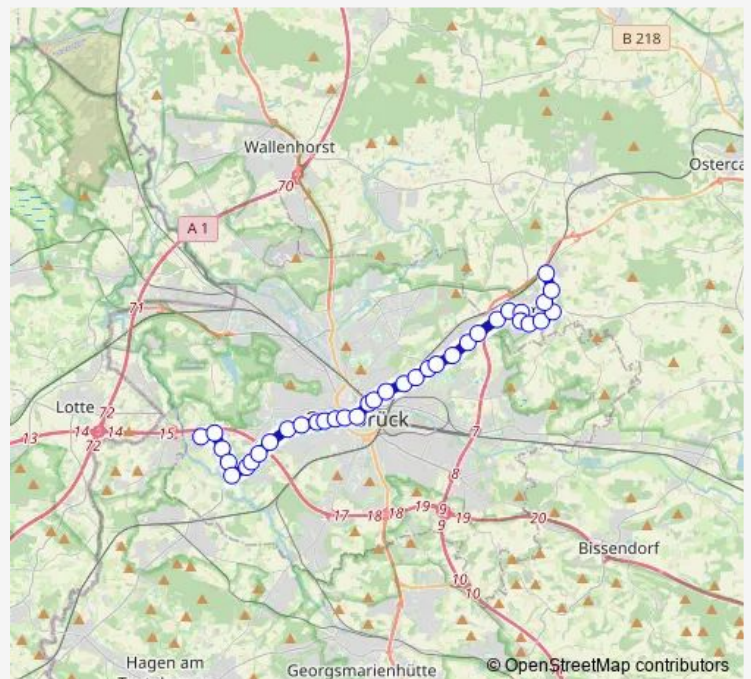 B 218
Wallenhorst
Osterca
70
A 1
71
Lotte
72
13
14
14
15
72
rück
7
8
17
18
18
19
9
19
20
9
Bissendorf
10
10
Hagen am
Georgsmarienhütte
© OpenStreetMap contributors